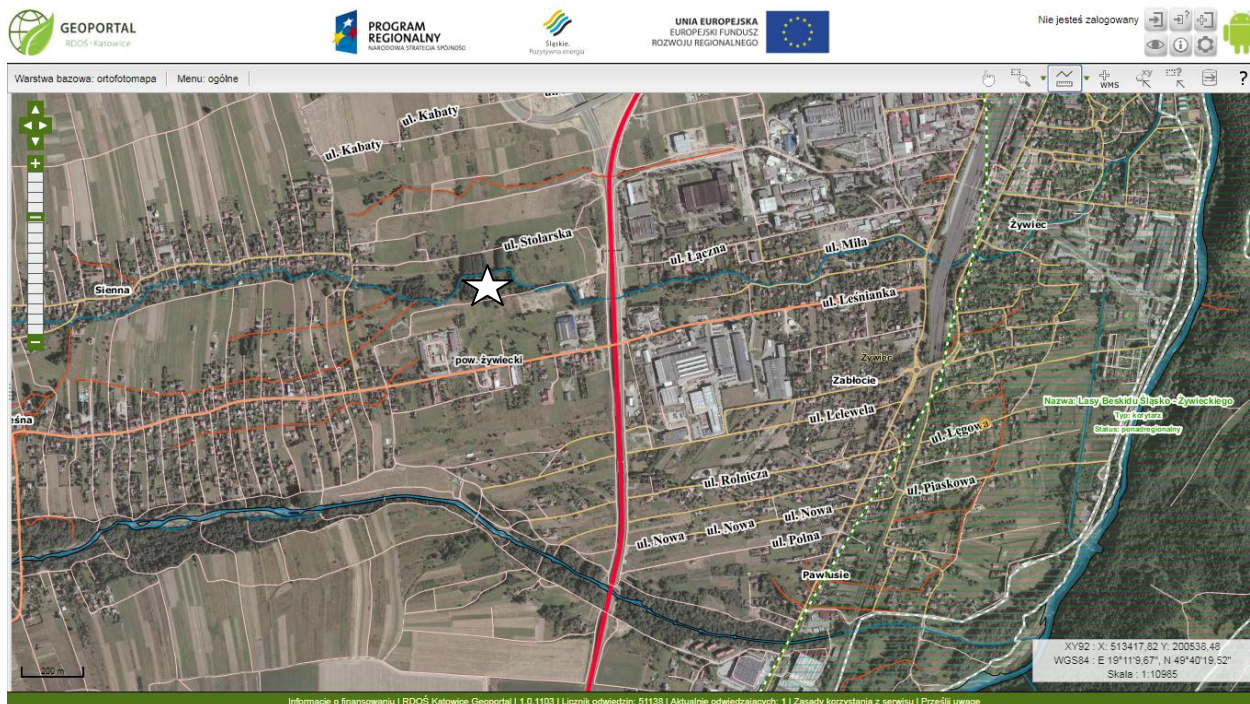 GEOPORTAL
RDOŚ - Katowice
PROGRAM
REGIONALNY
NARODOWA STRATEGIA SPÓJNOŚCI
Śląskie.
Pozytywna energia
UNIA EUROPEJSKA
EUROPEJSKI FUNDUSZ
ROZWOJU REGIONALNEGO
Nie jesteś zalogowany
Warstwa bazowa: ortofotomapa
Menu: ogólne
WMS
XY
?
ul. Kabaty
ul. Kabaty
ul. Stolarska
ul. Łączna
ul. Miła
Żywiec
Sienna
ul. Leśnianka
pow. żywiecki
Żywiec
Zabłocie
Nazwa: Lasy Beskidu Śląsko - Żywieckiego
Typ: korytarz
Status: ponadregionalny
eśna
ul. Lelewela
ul. Łęgowa
ul. Rolnicza
ul. Piaskowa
ul. Nowa
ul. Nowa
ul. Nowa
ul. Polna
Pawlusie
200 m
XY92 : X: 513417,82 Y: 200538,48
WGS84 : E 19°11'9,67", N 49°40'19,52"
Skala : 1:10985
Informacje o finansowaniu | RDOŚ Katowice Geoportal | 1.0.1103 | Licznik odwiedzin: 51138 | Aktualnie odwiedzających: 1 | Zasady korzystania z serwisu | Prześlij uwagę